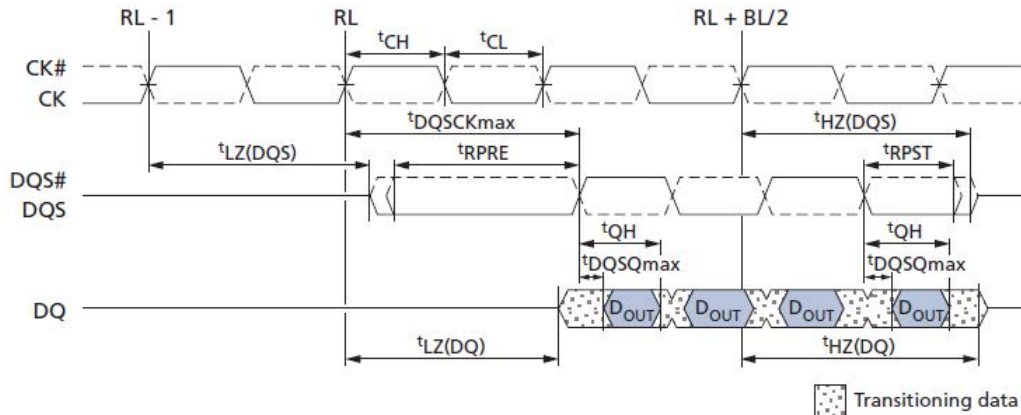 RL - 1 RL RL + BL/2
tCH tCL
CK#
CK
tDQSCKmax tHZ(DQS)
tLZ(DQS) tRPRE tRPST
DQS#
DQS
tQH tQH
tDQSQmax tDQSQmax
DQ DOUT DOUT DOUT DOUT
tLZ(DQ) tHZ(DQ)
Transitioning data